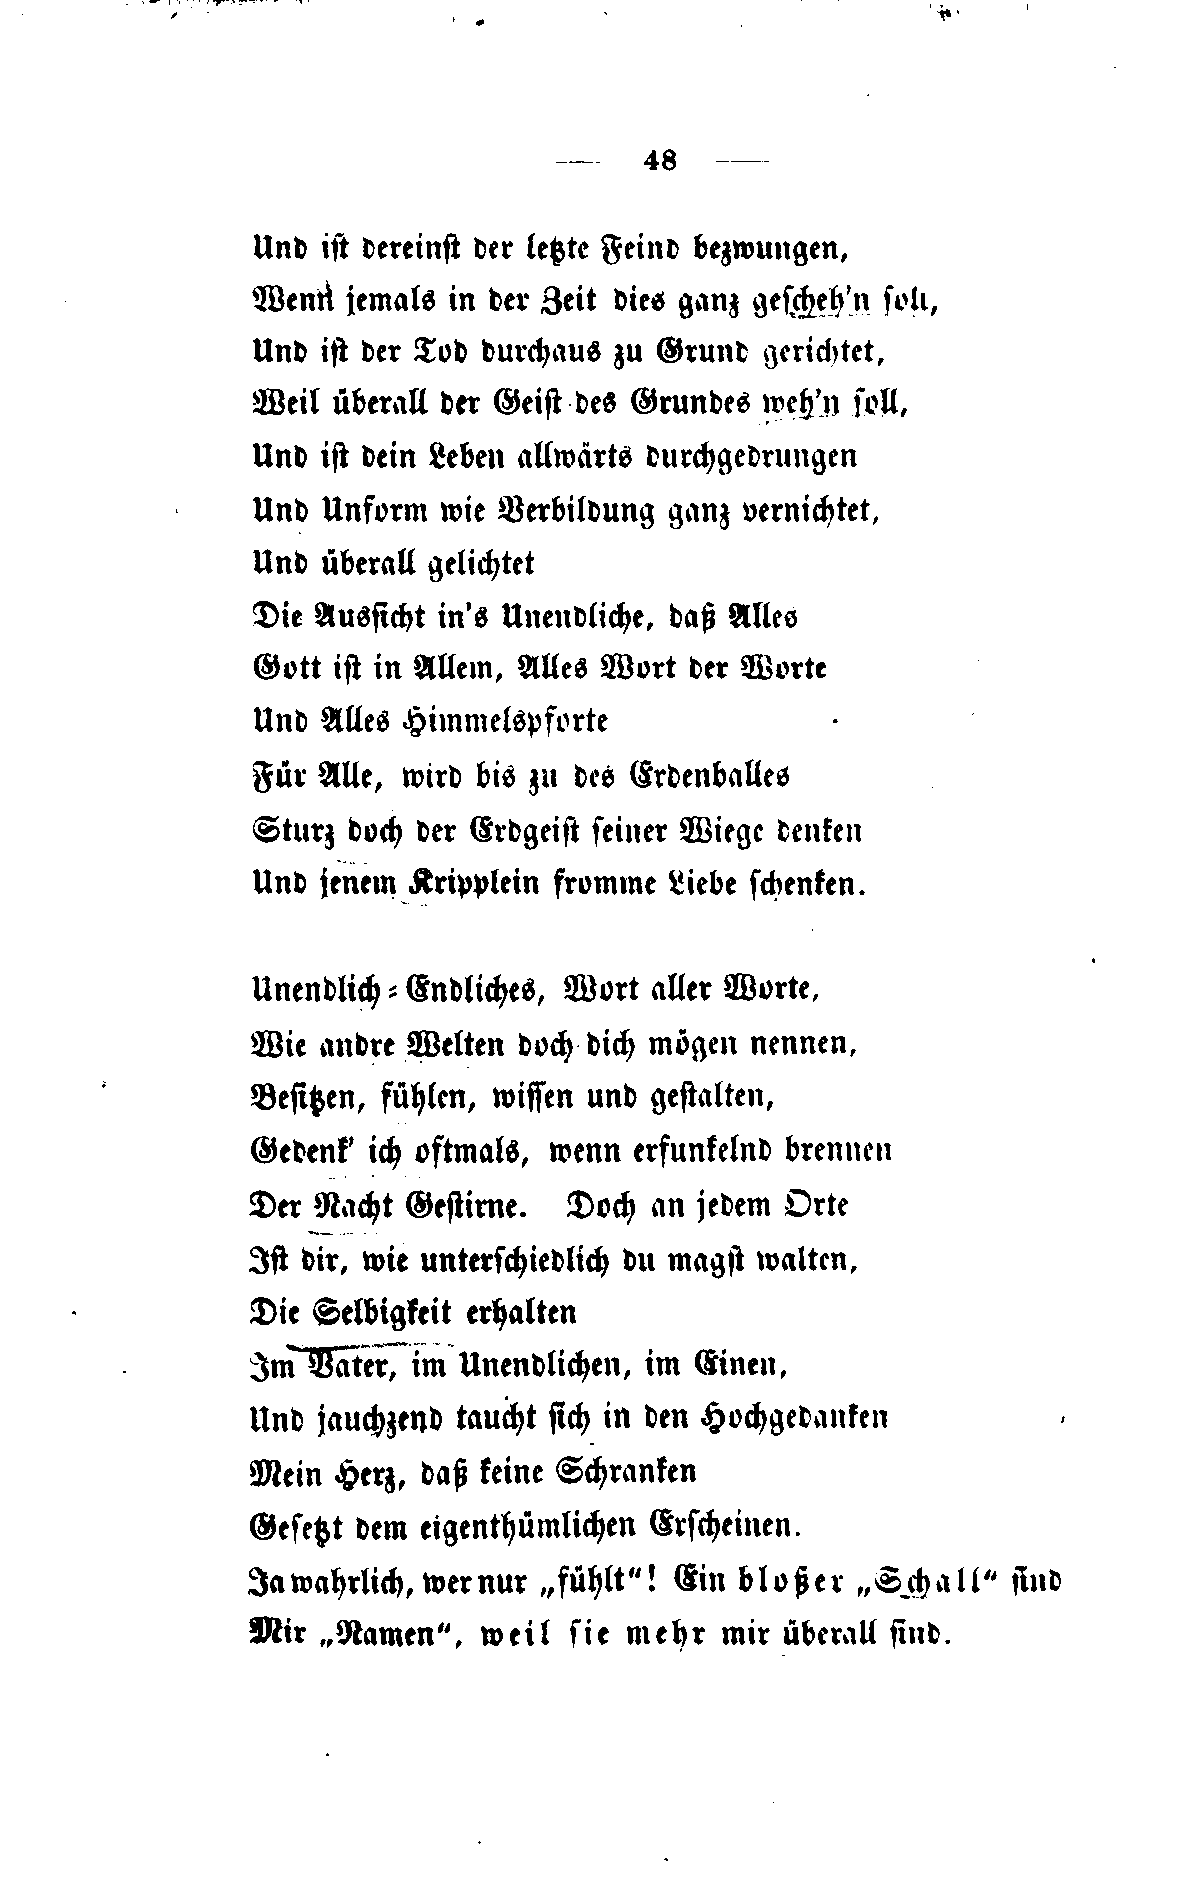 — 48 —
Und ist dereinst der letzte Feind bezwungen,
Wenn jemals in der Zeit dies ganz gescheh'n soll,
Und ist der Tod durchaus zu Grund gerichtet,
Weil überall der Geist des Grundes weh'n soll,
Und ist dein Leben allwärts durchgedrungen
Und Unform wie Verbildung ganz vernichtet,
Und überall gelichtet
Die Aussicht in's Unendliche, daß Alles
Gott ist in Allem, Alles Wort der Worte
Und Alles Himmelspforte
Für Alle, wird bis zu des Erdenballes
Sturz doch der Erdgeist seiner Wiege denken
Und jenem Kripplein fromme Liebe schenken.
Unendlich-Endliches, Wort aller Worte,
Wie andre Welten doch dich mögen nennen,
Besitzen, fühlen, wissen und gestalten,
Gedenk' ich oftmals, wenn erfunkelnd brennen
Der Nacht Gestirne. Doch an jedem Orte
Ist dir, wie unterschiedlich du magst walten,
Die Selbigkeit erhalten
Im Vater, im Unendlichen, im Einen,
Und jauchzend taucht sich in den Hochgedanken
Mein Herz, daß keine Schranken
Gesetzt dem eigenthümlichen Erscheinen.
Ja wahrlich, wer nur „fühlt“! Ein bloßer „Schall“ sind
Mir „Namen“, weil sie mehr mir überall sind.